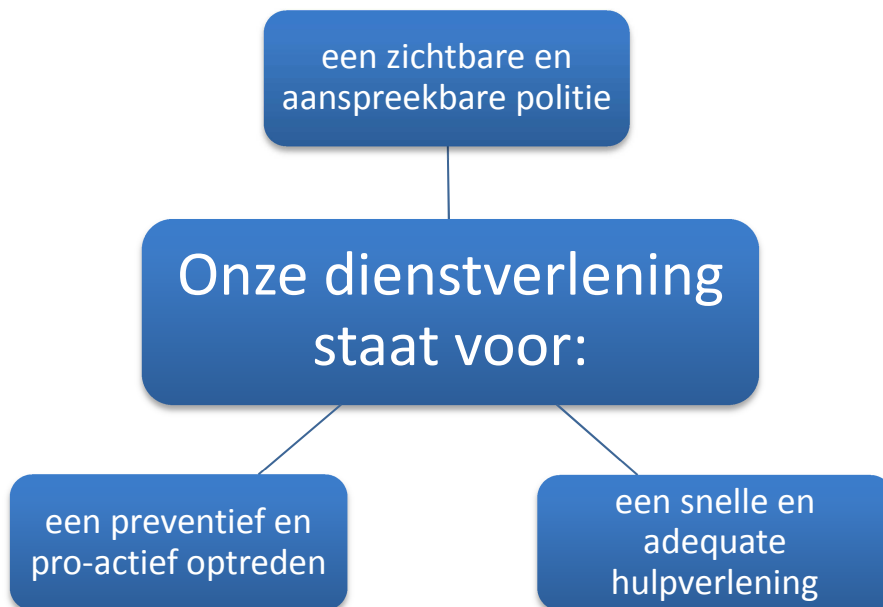 een zichtbare en
aanspreekbare politie
Onze dienstverlening
staat voor:
een preventief en
pro-actief optreden
een snelle en
adequate
hulpverlening